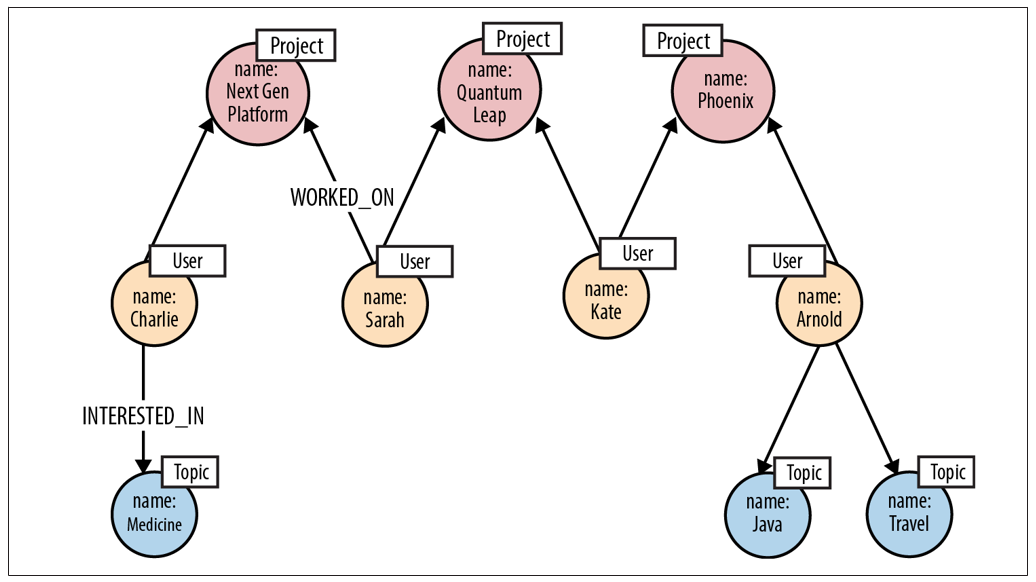 Project
name:
Next Gen
Platform
Project
name:
Quantum
Leap
Project
name:
Phoenix
WORKED_ON
User
name:
Charlie
User
name:
Sarah
User
name:
Kate
User
name:
Arnold
INTERESTED_IN
Topic
name:
Medicine
Topic
name:
Java
Topic
name:
Travel